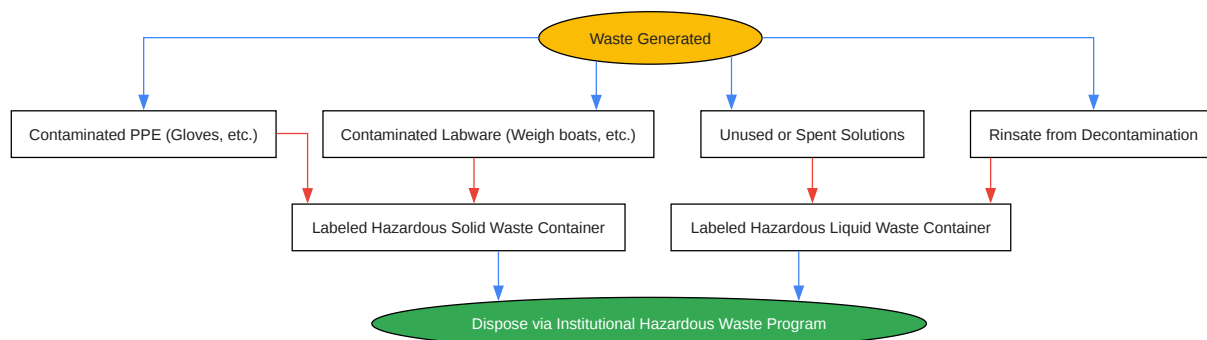 Waste Generated
Contaminated PPE (Gloves, etc.)
Contaminated Labware (Weigh boats, etc.)
Unused or Spent Solutions
Rinsate from Decontamination
Labeled Hazardous Solid Waste Container
Labeled Hazardous Liquid Waste Container
Dispose via Institutional Hazardous Waste Program